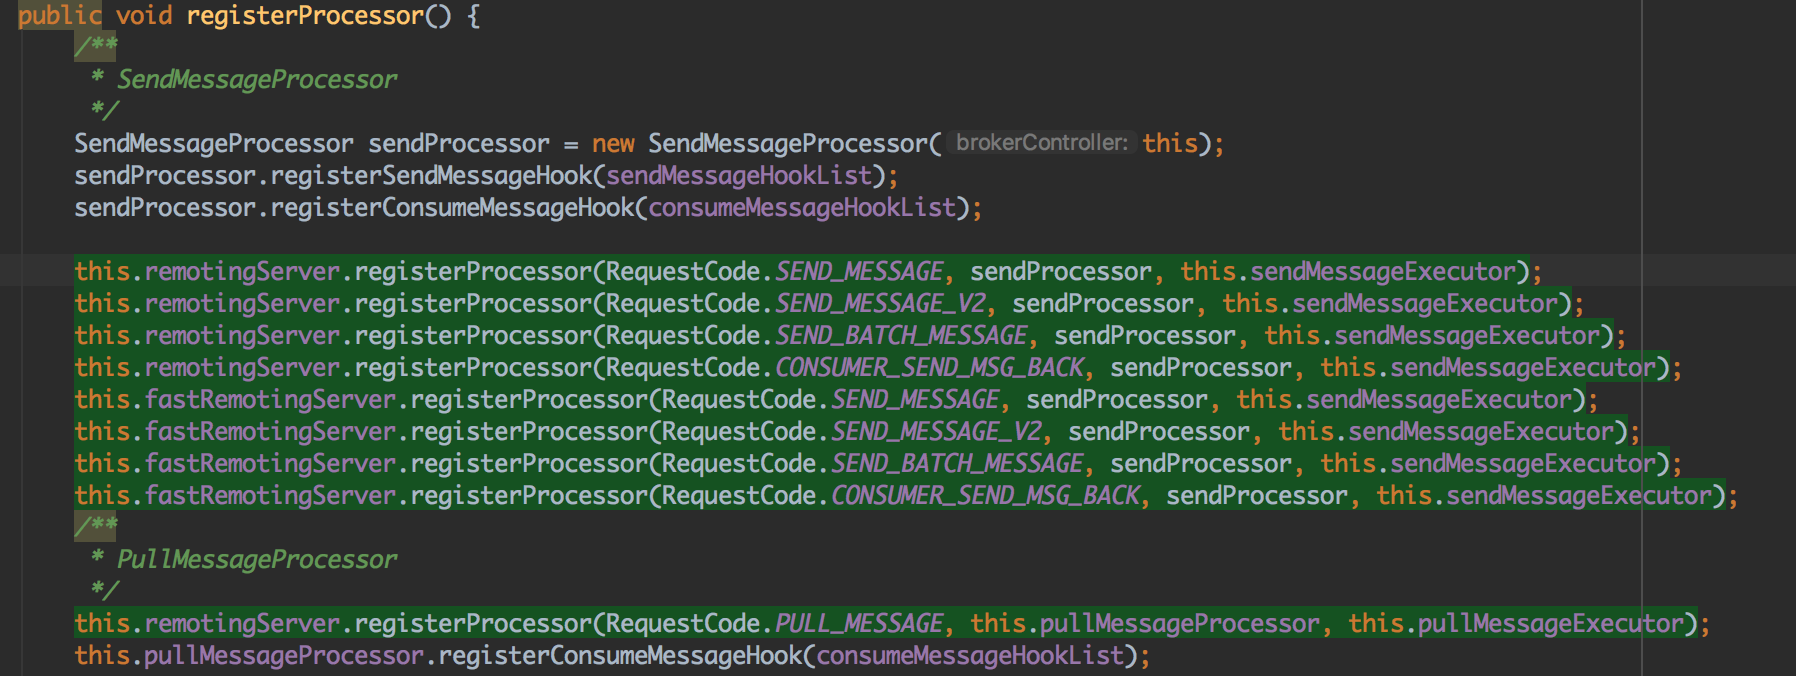 public void registerProcessor() {
/**
* SendMessageProcessor
*/
SendMessageProcessor sendProcessor = new SendMessageProcessor( brokerController: this);
sendProcessor.registerSendMessageHook(sendMessageHookList);
sendProcessor.registerConsumeMessageHook(consumeMessageHookList);
this.remotingServer.registerProcessor(RequestCode.SEND_MESSAGE, sendProcessor, this.sendMessageExecutor);
this.remotingServer.registerProcessor(RequestCode.SEND_MESSAGE_V2, sendProcessor, this.sendMessageExecutor);
this.remotingServer.registerProcessor(RequestCode.SEND_BATCH_MESSAGE, sendProcessor, this.sendMessageExecutor);
this.remotingServer.registerProcessor(RequestCode.CONSUMER_SEND_MSG_BACK, sendProcessor, this.sendMessageExecutor);
this.fastRemotingServer.registerProcessor(RequestCode.SEND_MESSAGE, sendProcessor, this.sendMessageExecutor);
this.fastRemotingServer.registerProcessor(RequestCode.SEND_MESSAGE_V2, sendProcessor, this.sendMessageExecutor);
this.fastRemotingServer.registerProcessor(RequestCode.SEND_BATCH_MESSAGE, sendProcessor, this.sendMessageExecutor);
this.fastRemotingServer.registerProcessor(RequestCode.CONSUMER_SEND_MSG_BACK, sendProcessor, this.sendMessageExecutor);
/**
* PullMessageProcessor
*/
this.remotingServer.registerProcessor(RequestCode.PULL_MESSAGE, this.pullMessageProcessor, this.pullMessageExecutor);
this.pullMessageProcessor.registerConsumeMessageHook(consumeMessageHookList);